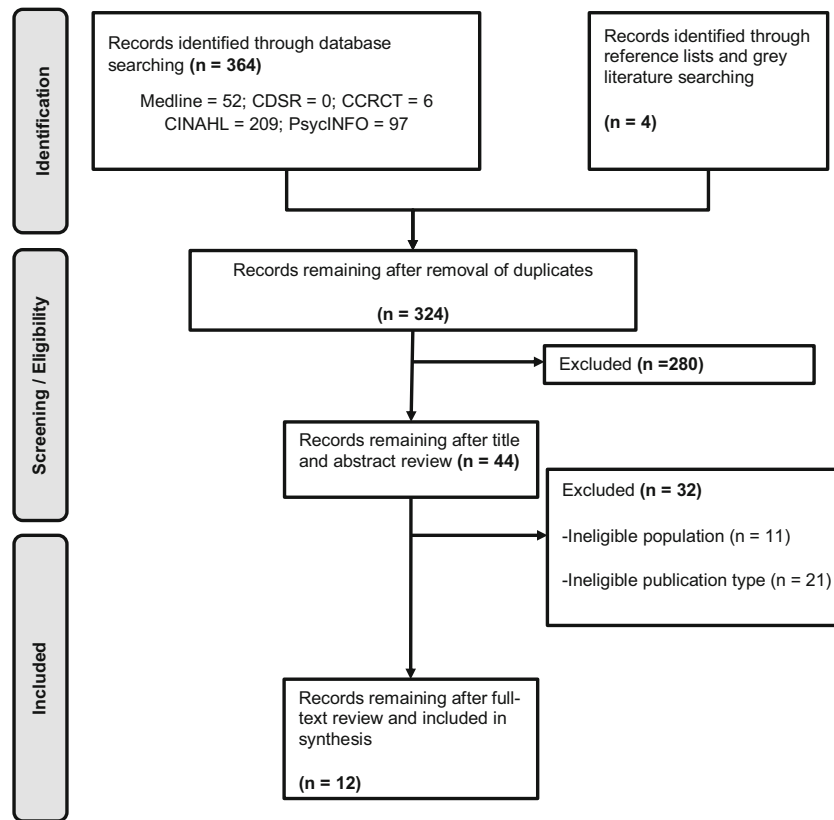 Identification
Records identified through database
searching (n = 364)
Medline = 52; CDSR = 0; CCRCT = 6
CINAHL = 209; PsycINFO = 97
Records identified through
reference lists and grey
literature searching
(n = 4)
Screening / Eligibility
Records remaining after removal of duplicates
(n = 324)
Excluded (n =280)
Records remaining after title
and abstract review (n = 44)
Excluded (n = 32)
-Ineligible population (n = 11)
-Ineligible publication type (n = 21)
Included
Records remaining after full-
text review and included in
synthesis
(n = 12)